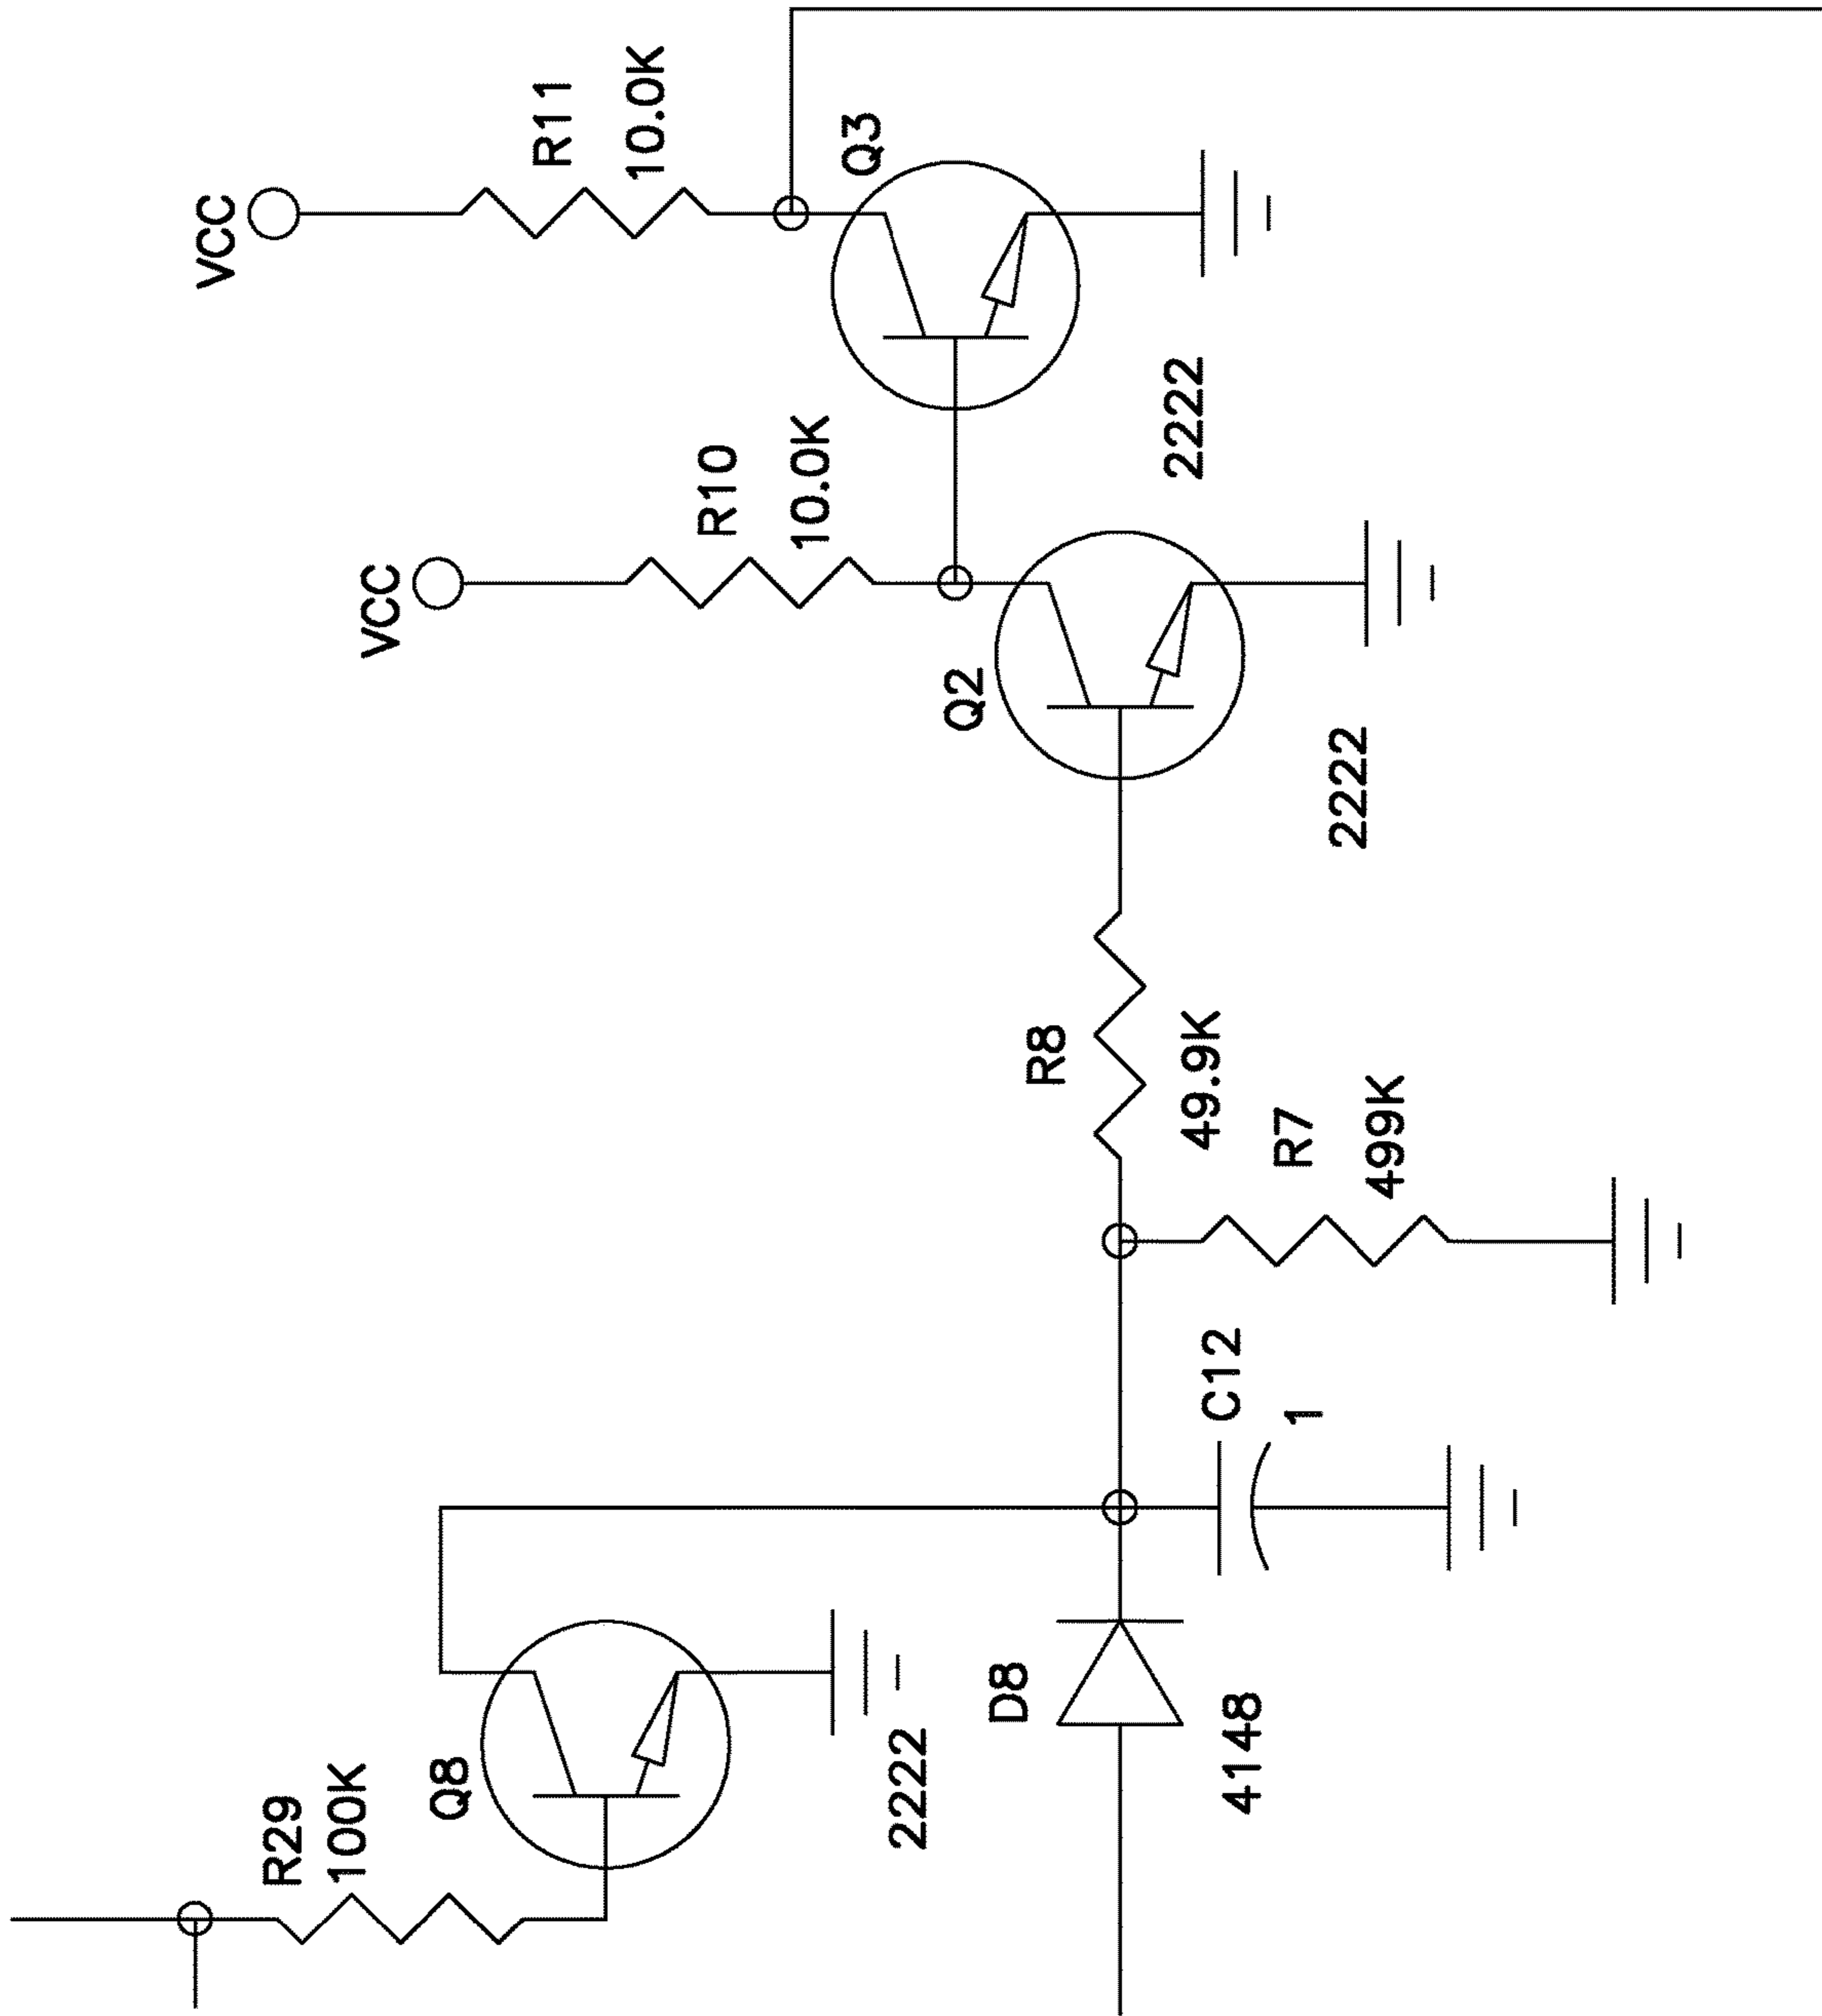 VCC
R11
10.0K
Q3
2222
VCC
R10
10.0K
Q2
2222
R8
49.9K
R7
499K
C12
1
R29
100K
Q8
2222
D8
4148